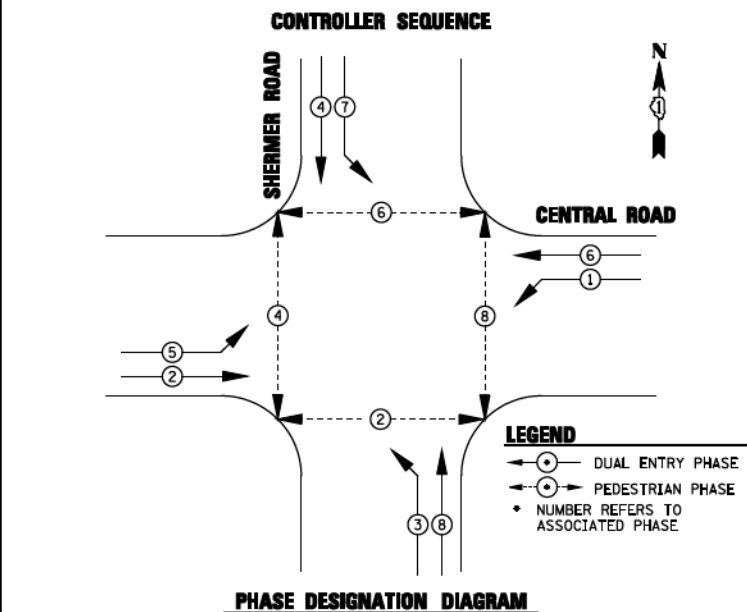 CONTROLLER SEQUENCE
SHERMER ROAD
N
1
4 7
6
CENTRAL ROAD
6
1
4
8
5
2
2
3 8
LEGEND
* DUAL ENTRY PHASE
* PEDESTRIAN PHASE
* NUMBER REFERS TO
ASSOCIATED PHASE
PHASE DESIGNATION DIAGRAM